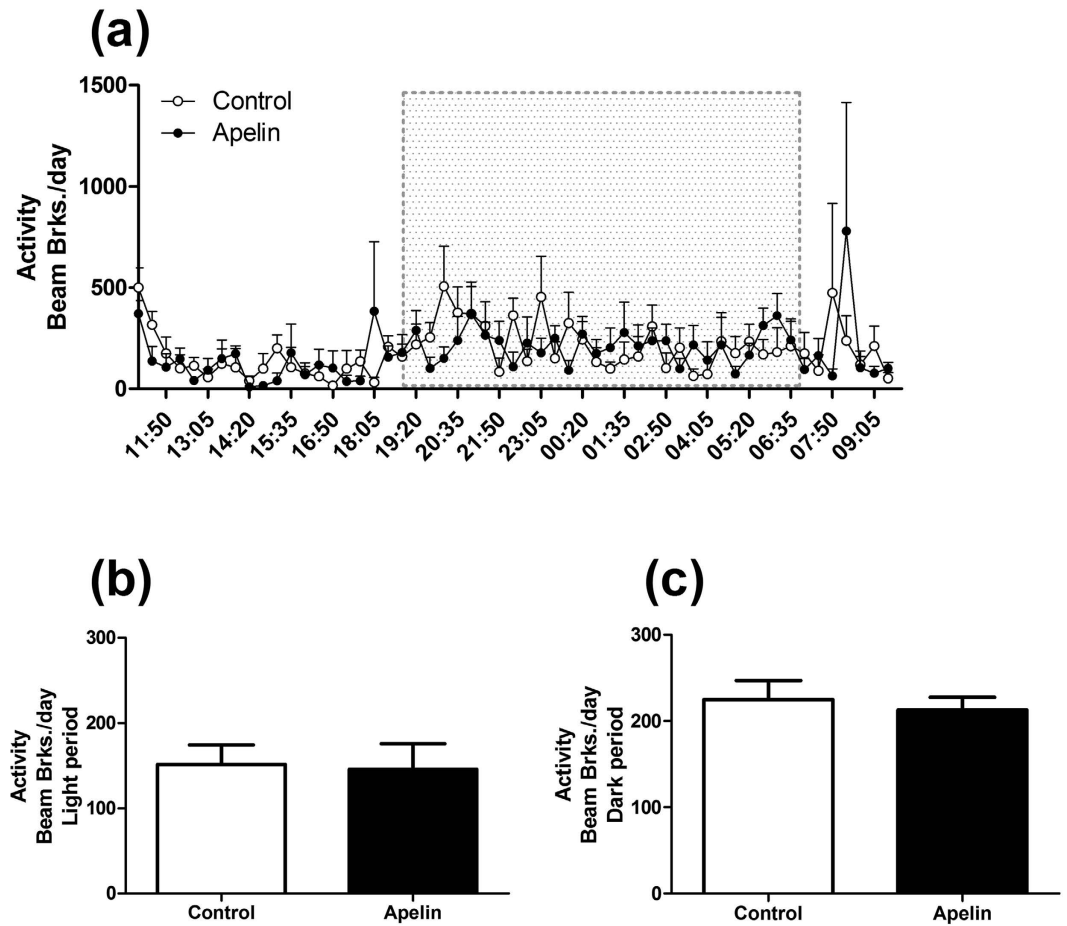 (a)
1500
1000
500
0
Activity
Beam Brks./day
Control
Apelin
11:50
13:05
14:20
15:35
16:50
18:05
19:20
20:35
21:50
23:05
00:20
01:35
02:50
04:05
05:20
06:35
07:50
09:05
(b)
300
200
100
0
Activity
Beam Brks./day
Light period
Control
Apelin
(c)
300
200
100
0
Activity
Beam Brks./day
Dark period
Control
Apelin